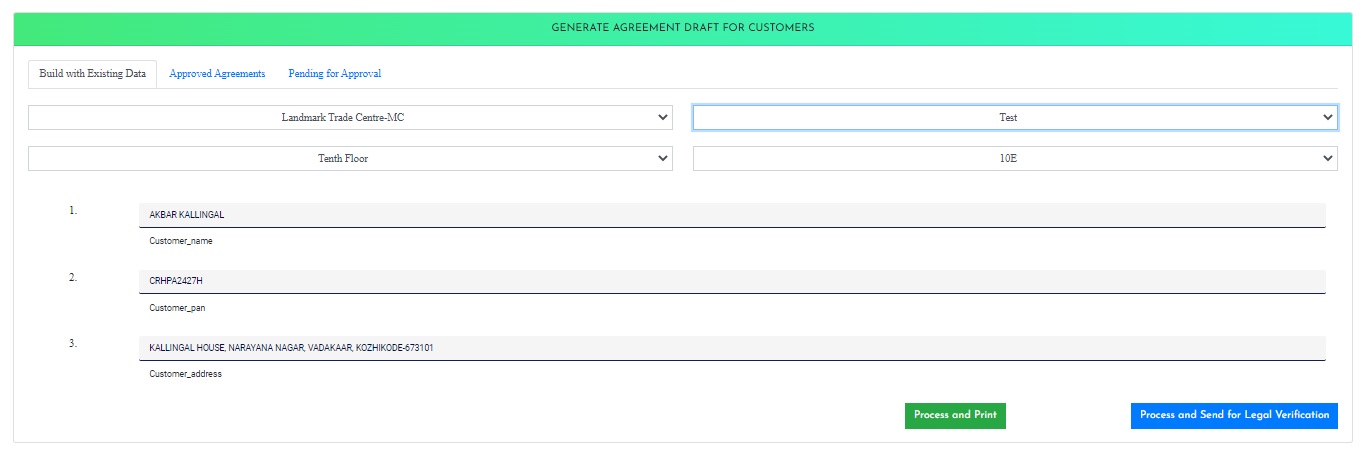 GENERATE AGREEMENT DRAFT FOR CUSTOMERS
Build with Existing Data Approved Agreements Pending for Approval
Landmark Trade Centre-MC Test
Tenth Floor 10E
1. AKBAR KALLINGAL
Customer_name
2. CRHPA2427H
Customer_pan
3. KALLINGAL HOUSE, NARAYANA NAGAR, VADAKAAR, KOZHIKODE-673101
Customer_address
Process and Print Process and Send for Legal Verification